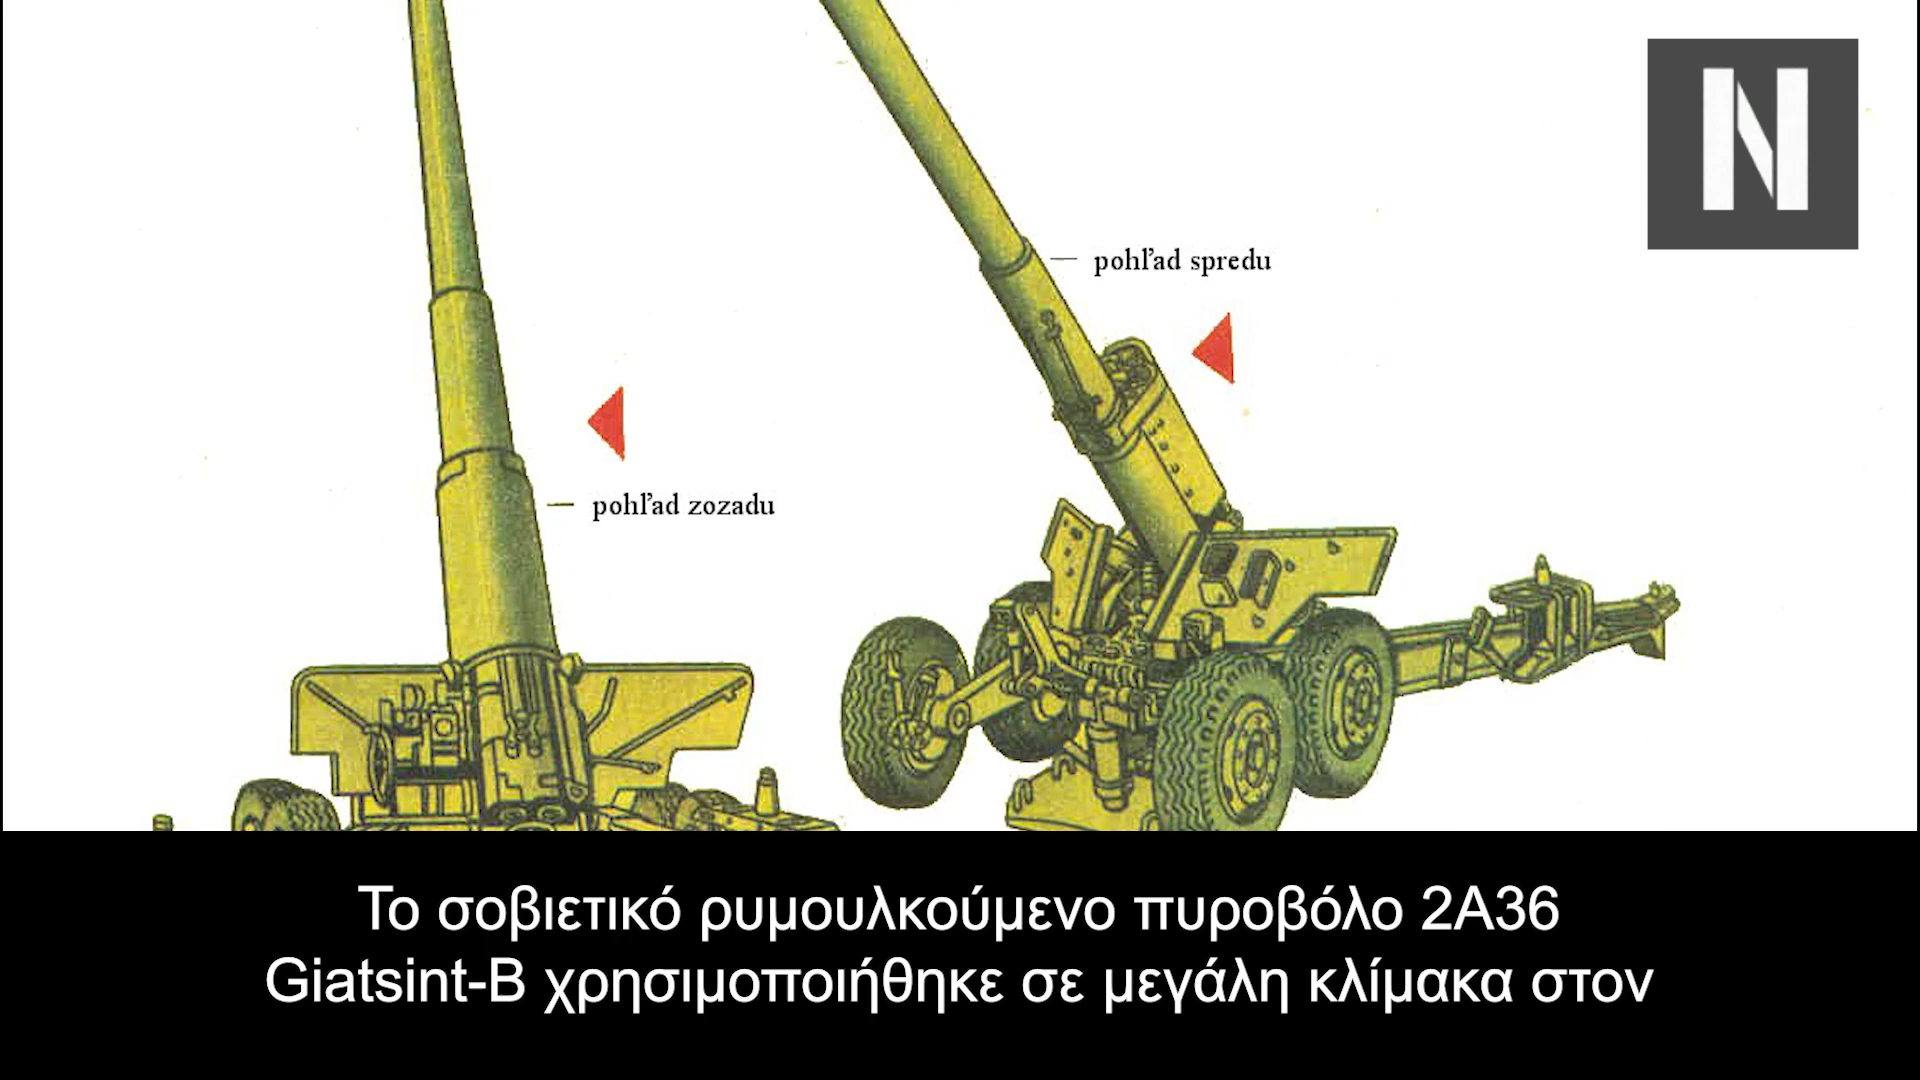 N
pohľad spredu
pohľad zozadu
Το σοβιετικό ρυμουλκούμενο πυροβόλο 2A36
Giatsint-B χρησιμοποιήθηκε σε μεγάλη κλίμακα στον